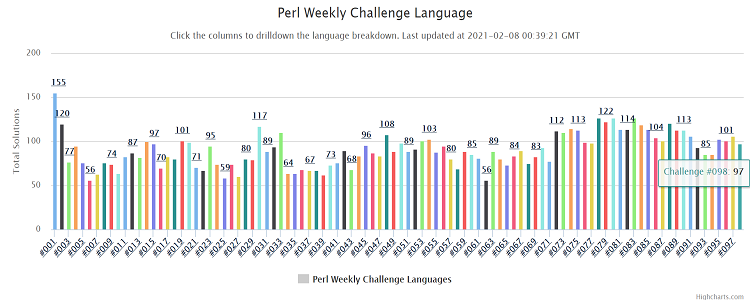 Perl Weekly Challenge Language
Click the columns to drilldown the language breakdown. Last updated at 2021-02-08 00:39:21 GMT
Total Solutions
200
150
100
50
0
155 120 77 56 74 87 97 69 101 71 95 59 80 117 89 64 67 73 68 96 108 89 103 80 56 89 84 83 112 113 122 114 104 112 85 101
Challenge #098: 97
#001 #003 #005 #007 #009 #011 #013 #015 #017 #019 #021 #023 #025 #027 #029 #031 #033 #035 #037 #039 #041 #043 #045 #047 #049 #051 #053 #055 #057 #059 #061 #063 #065 #067 #069 #071 #073 #075 #077 #079 #081 #083 #085 #087 #089 #091 #093 #095 #097
Perl Weekly Challenge Languages
Highcharts.com